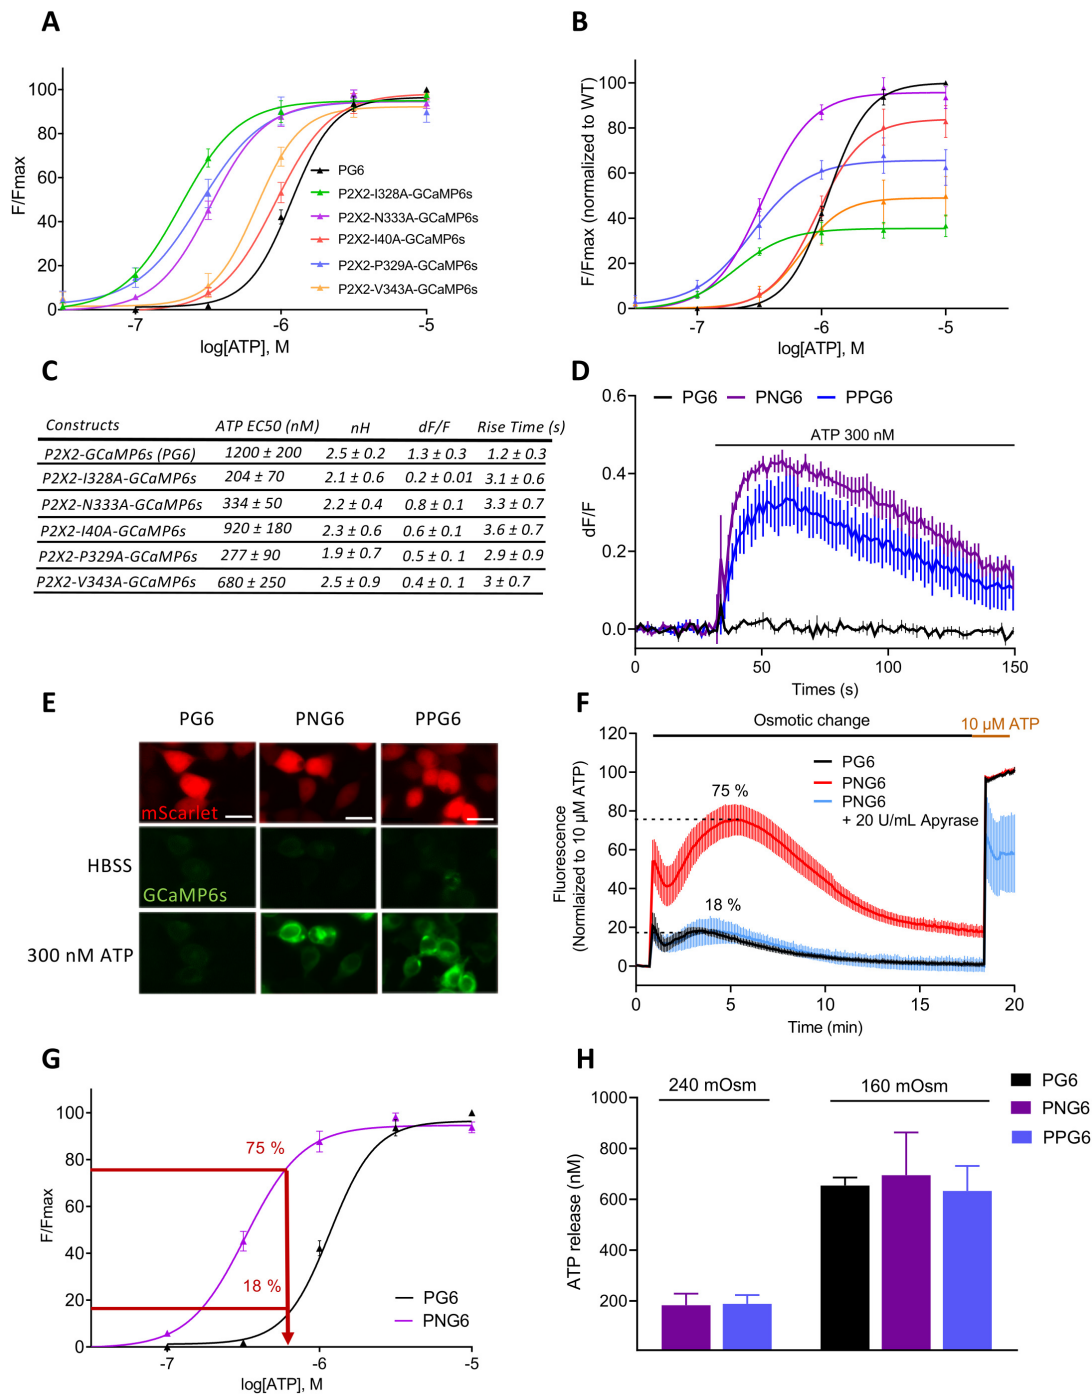 A
F/Fmax
100
80
60
40
20
0
-7
-6
-5
log[ATP], M
PG6
P2X2-I328A-GCaMP6s
P2X2-N333A-GCaMP6s
P2X2-I40A-GCaMP6s
P2X2-P329A-GCaMP6s
P2X2-V343A-GCaMP6s
B
F/Fmax (normalized to WT)
100
80
60
40
20
0
-7
-6
-5
log[ATP], M
C
Constructs ATP EC50 (nM) nH dF/F Rise Time (s)
P2X2-GCaMP6s (PG6) 1200 ± 200 2.5 ± 0.2 1.3 ± 0.3 1.2 ± 0.3
P2X2-I328A-GCaMP6s 204 ± 70 2.1 ± 0.6 0.2 ± 0.01 3.1 ± 0.6
P2X2-N333A-GCaMP6s 334 ± 50 2.2 ± 0.4 0.8 ± 0.1 3.3 ± 0.7
P2X2-I40A-GCaMP6s 920 ± 180 2.3 ± 0.6 0.6 ± 0.1 3.6 ± 0.7
P2X2-P329A-GCaMP6s 277 ± 90 1.9 ± 0.7 0.5 ± 0.1 2.9 ± 0.9
P2X2-V343A-GCaMP6s 680 ± 250 2.5 ± 0.9 0.4 ± 0.1 3 ± 0.7
D
PG6 PNG6 PPG6
ATP 300 nM
dF/F
0.6
0.4
0.2
0.0
0 50 100 150
Times (s)
E
PG6 PNG6 PPG6
mScarlet
HBSS
GCaMP6s
300 nM ATP
F
Osmotic change
10 µM ATP
PG6
PNG6
PNG6
+ 20 U/mL Apyrase
75 %
18 %
Fluorescence
(Normlaized to 10 µM ATP)
120
100
80
60
40
20
0
0 5 10 15 20
Time (min)
G
F/Fmax
100
80
60
40
20
0
75 %
18 %
PG6
PNG6
-7 -6 -5
log[ATP], M
H
240 mOsm
160 mOsm
PG6
PNG6
PPG6
ATP release (nM)
1000
800
600
400
200